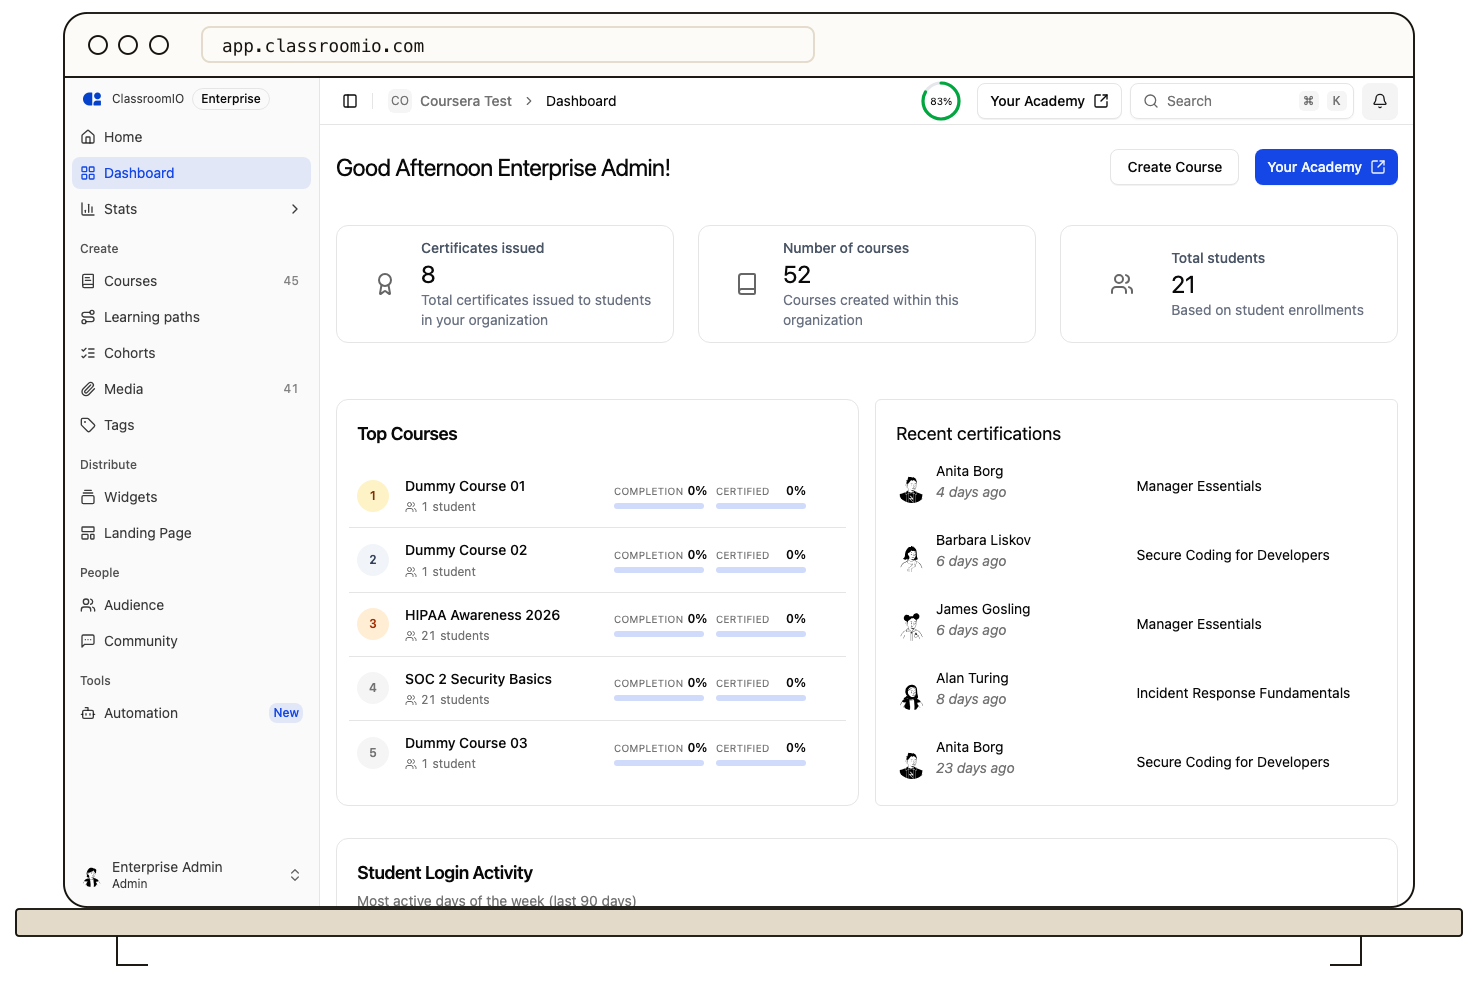 app.classroomio.com
ClassroomIO Enterprise
Home
Dashboard
Stats
Create
Courses 45
Learning paths
Cohorts
Media 41
Tags
Distribute
Widgets
Landing Page
People
Audience
Community
Tools
Automation New
Enterprise Admin
Admin
CO Coursera Test > Dashboard
83%
Your Academy
Search ⌘ K
Good Afternoon Enterprise Admin!
Create Course
Your Academy
Certificates issued
8
Total certificates issued to students
in your organization
Number of courses
52
Courses created within this
organization
Total students
21
Based on student enrollments
Top Courses
1 Dummy Course 01
1 student
COMPLETION 0% CERTIFIED 0%
2 Dummy Course 02
1 student
COMPLETION 0% CERTIFIED 0%
3 HIPAA Awareness 2026
21 students
COMPLETION 0% CERTIFIED 0%
4 SOC 2 Security Basics
21 students
COMPLETION 0% CERTIFIED 0%
5 Dummy Course 03
1 student
COMPLETION 0% CERTIFIED 0%
Recent certifications
Anita Borg
4 days ago
Manager Essentials
Barbara Liskov
6 days ago
Secure Coding for Developers
James Gosling
6 days ago
Manager Essentials
Alan Turing
8 days ago
Incident Response Fundamentals
Anita Borg
23 days ago
Secure Coding for Developers
Student Login Activity
Most active days of the week (last 90 days)